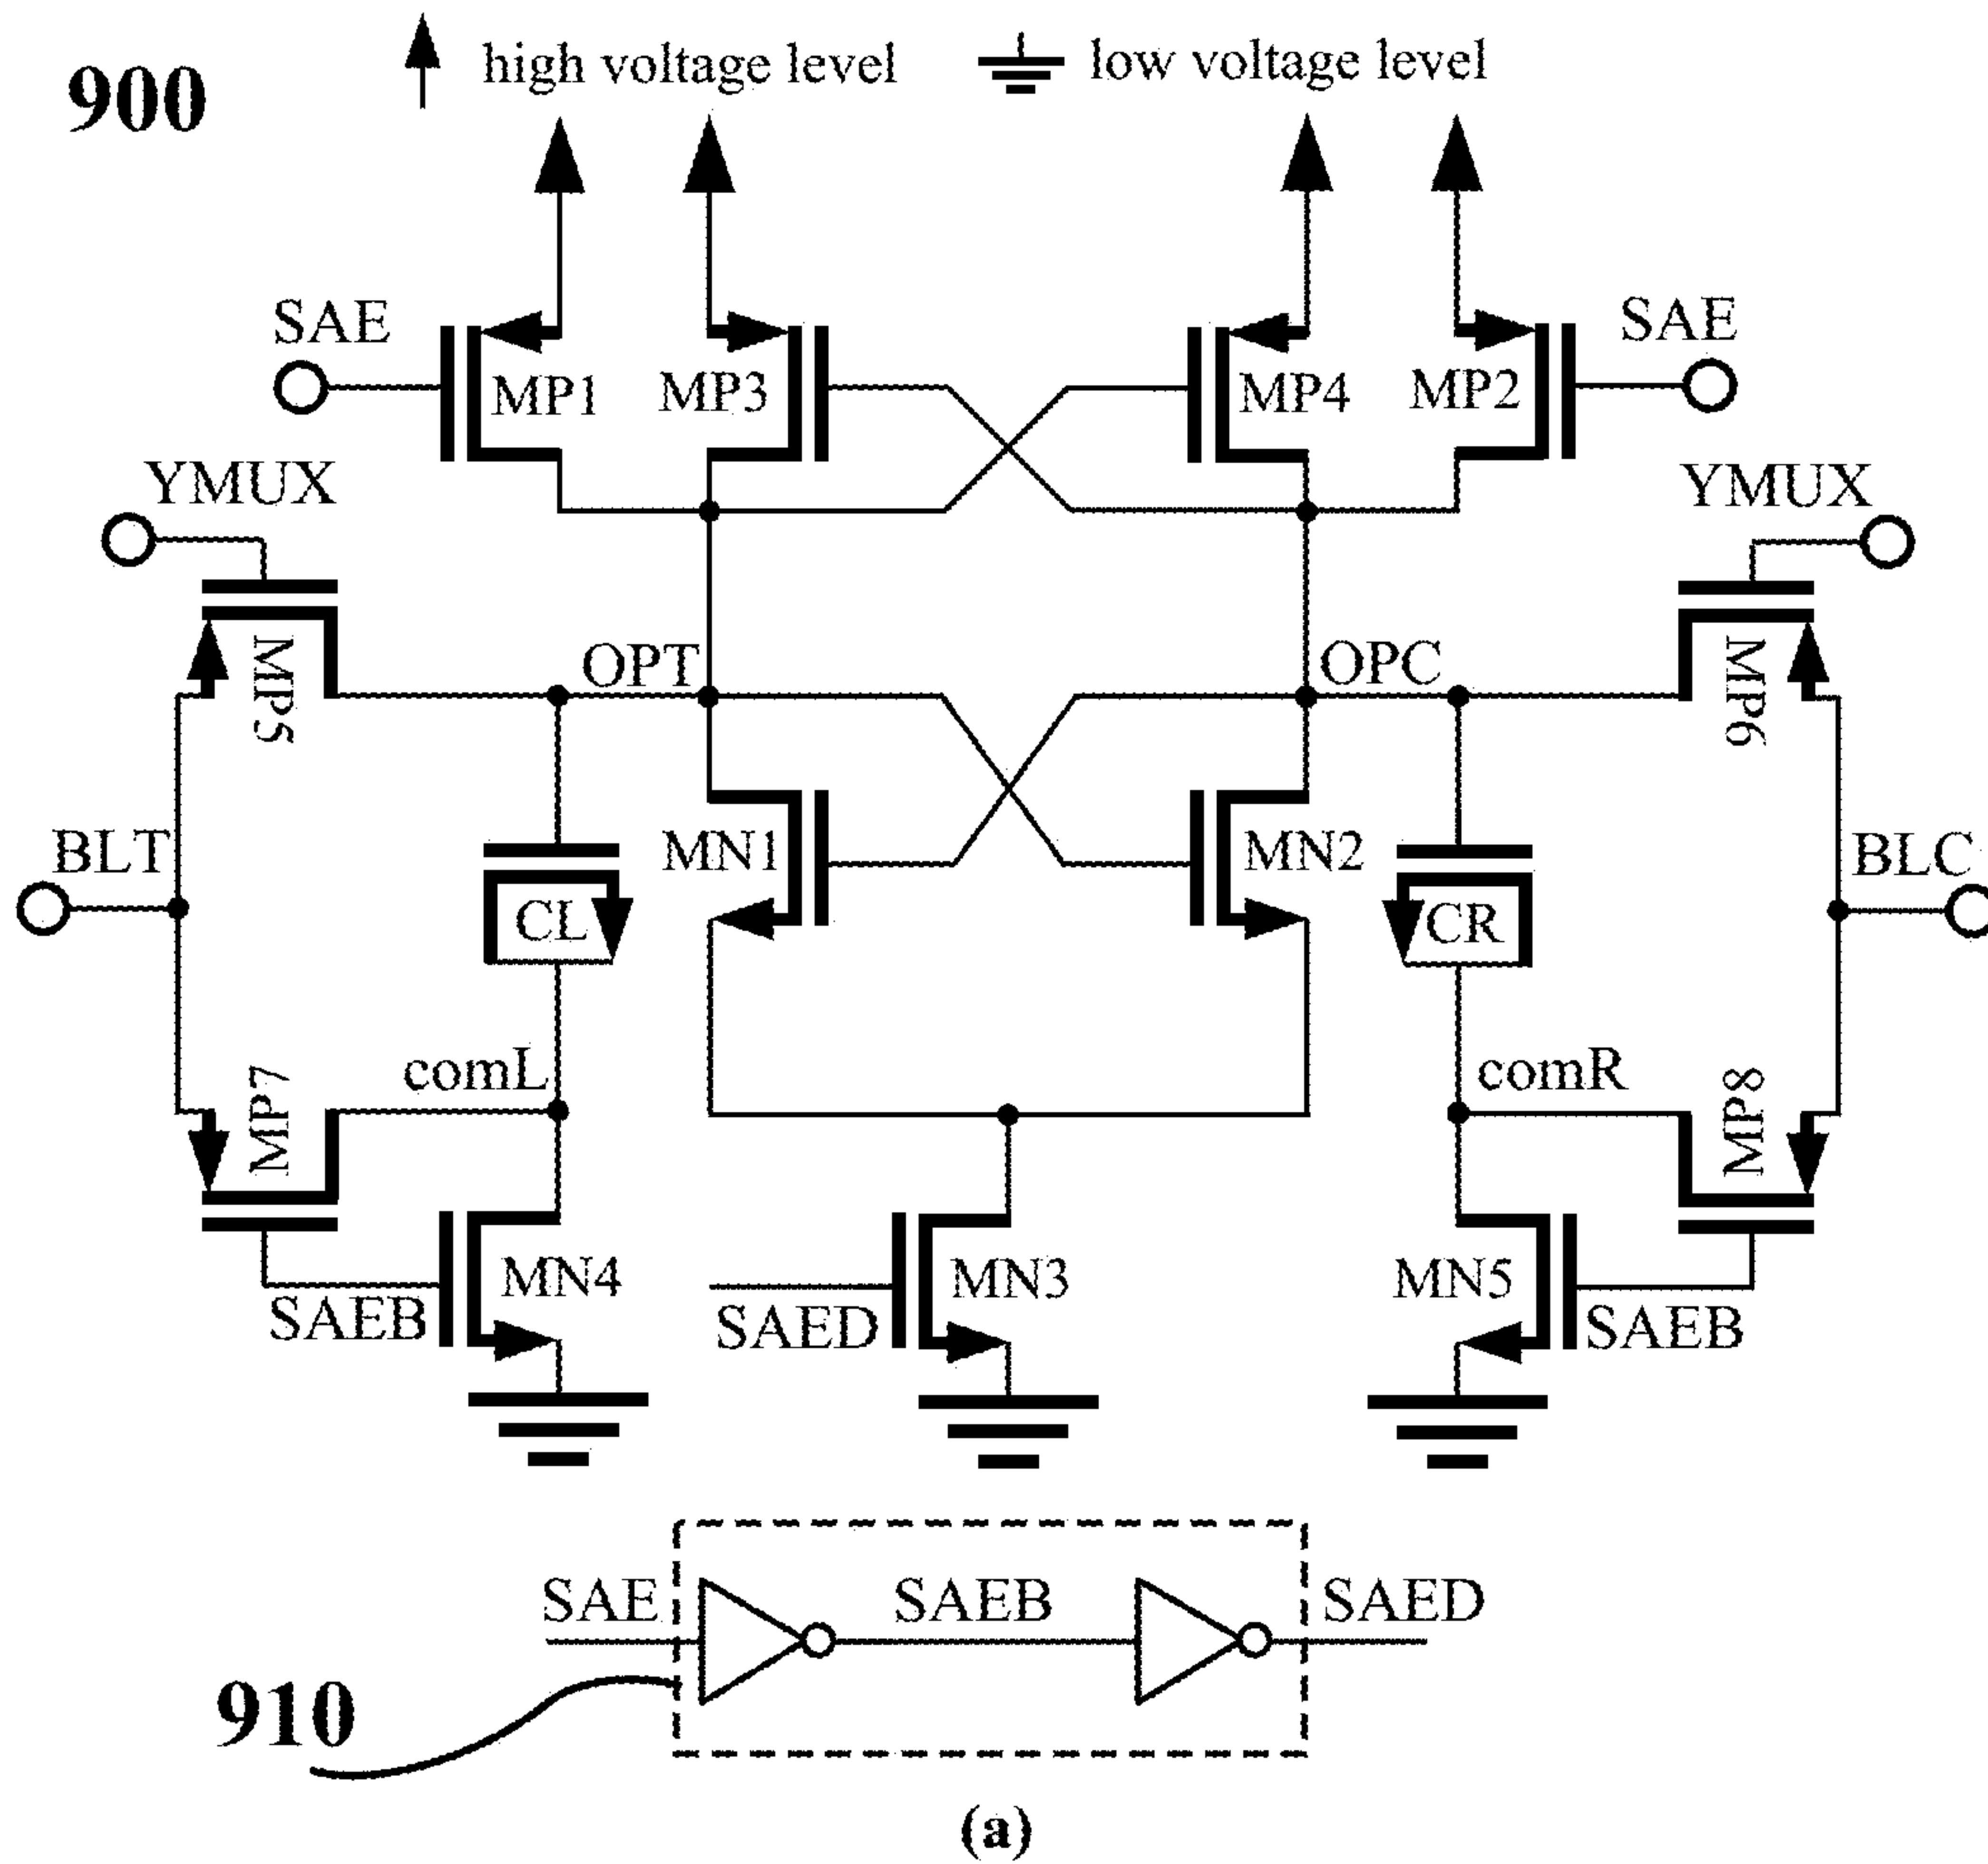 900
high voltage level
low voltage level
SAE
SAE
MP1
MP3
MP4
MP2
YMUX
YMUX
MP5
OPT
OPC
MP6
BLT
CL
MN1
MN2
CR
BLC
MP7
comL
comR
MP8
MN4
MN3
MN5
SAEB
SAED
SAEB
SAE
SAEB
SAED
910
(a)